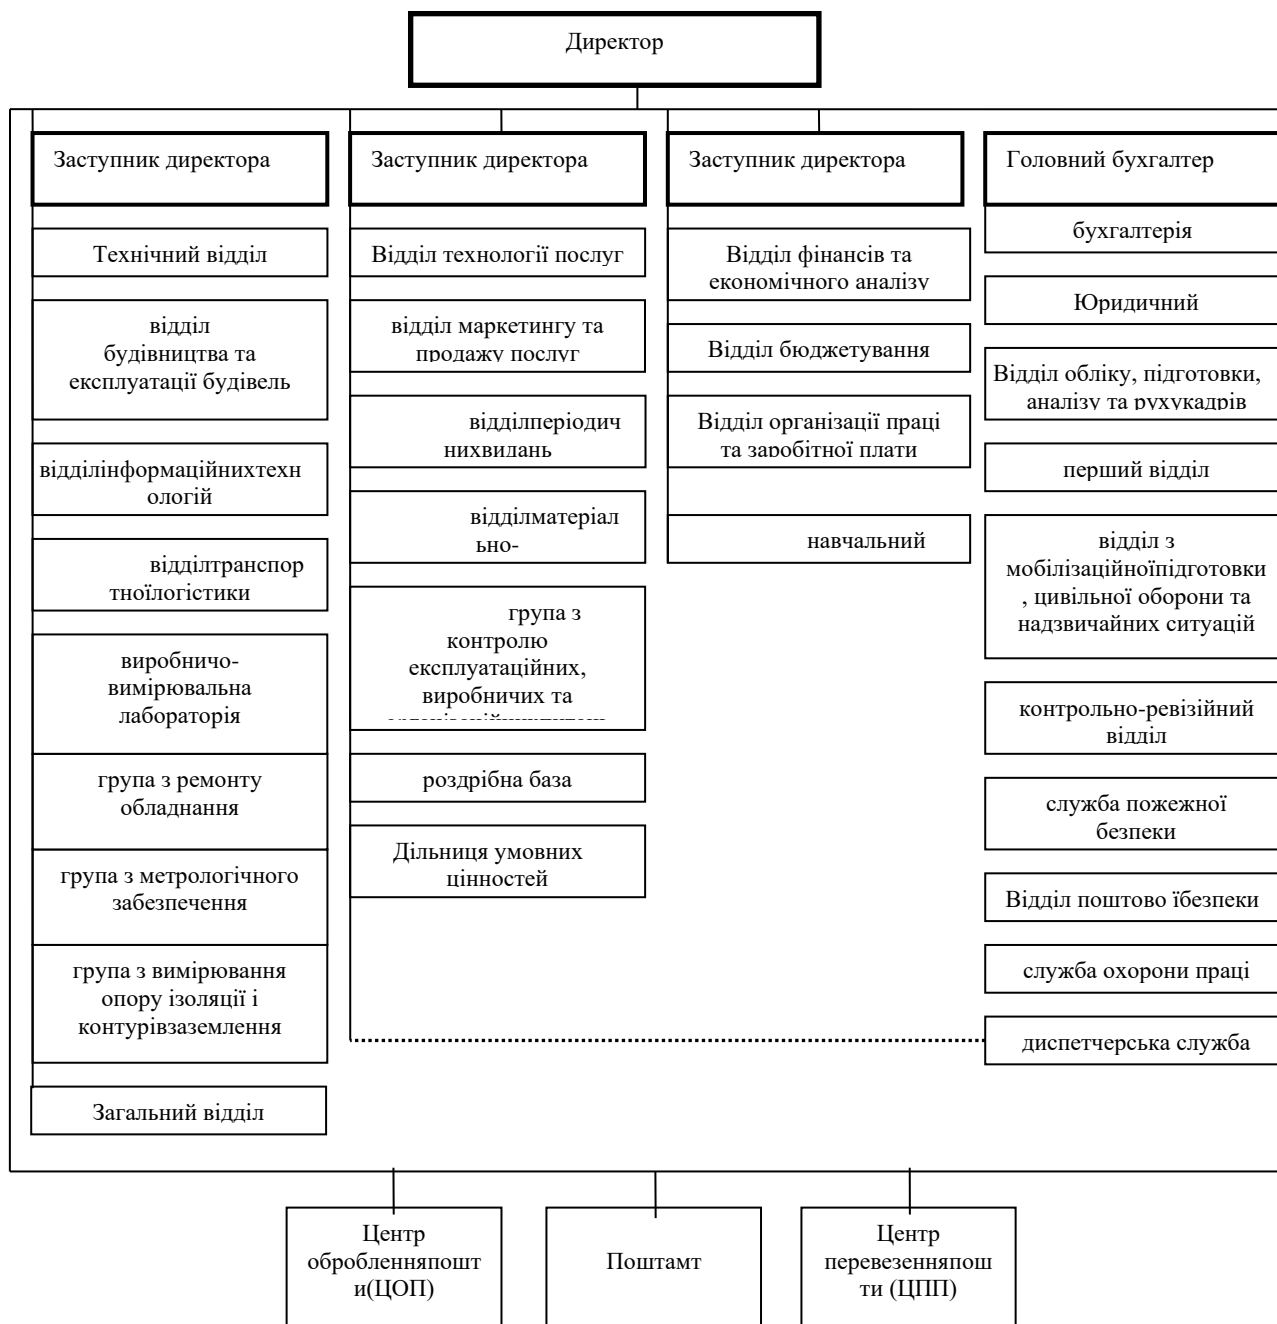 Директор
Заступник директора
Заступник директора
Заступник директора
Головний бухгалтер
Технічний відділ
відділ
будівництва та
експлуатації будівель
відділінформаційнихтехн
ологій
відділтранспор
тноїлогістики
виробничо-
вимірювальна
лабораторія
група з ремонту
обладнання
група з метрологічного
забезпечення
група з вимірювання
опору ізоляції і
контурівзаземлення
Загальний відділ
Відділ технології послуг
відділ маркетингу та
продажу послуг
відділперіодич
нихвидань
відділматеріал
ьно-
група з
контролю
експлуатаційних,
виробничих та
роздрібна база
Дільниця умовних
цінностей
Відділ фінансів та
економічного аналізу
Відділ бюджетування
Відділ організації праці
та заробітної плати
навчальний
бухгалтерія
Юридичний
Відділ обліку, підготовки,
аналізу та рухукадрів
перший відділ
відділ з
мобілізаційноїпідготовки
, цивільної оборони та
надзвичайних ситуацій
контрольно-ревізійний
відділ
служба пожежної
безпеки
Відділ поштово їбезпеки
служба охорони праці
диспетчерська служба
Центр
обробленняпошт
и(ЦОП)
Поштамт
Центр
перевезенняпош
ти (ЦПП)